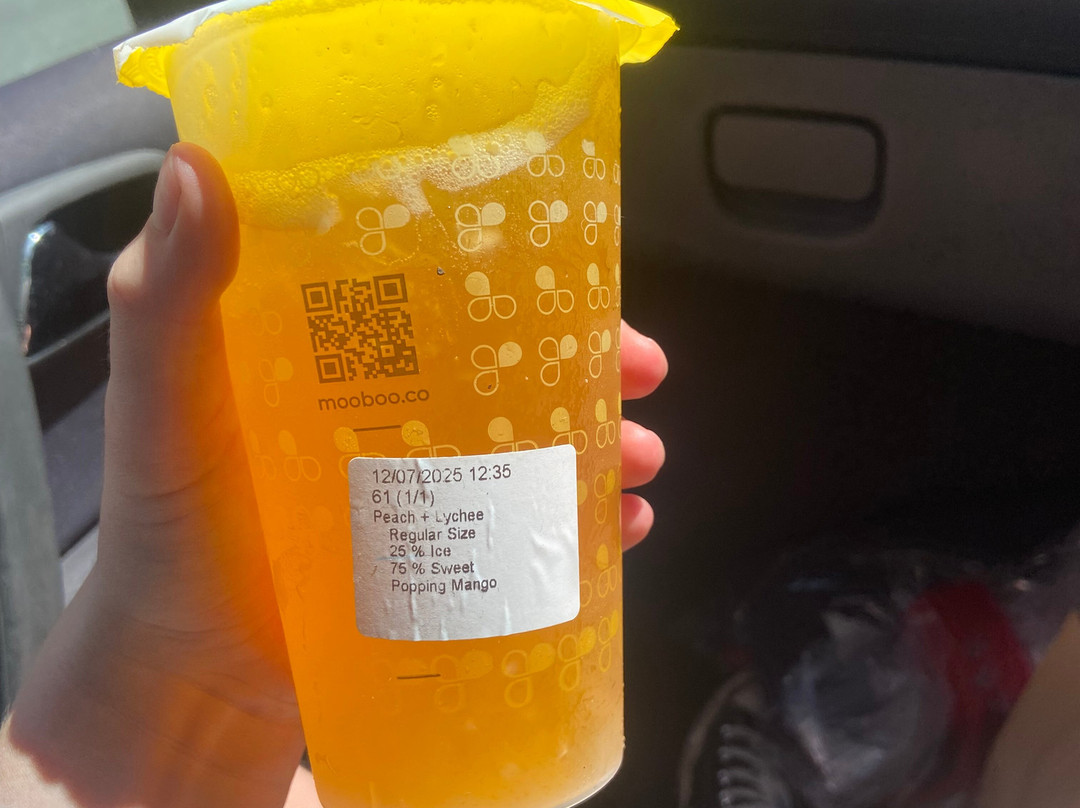 mooboo.co
12/07/2025 12:35
61 (1/1)
Peach + Lychee
Regular Size
25 % Ice
75 % Sweet
Popping Mango